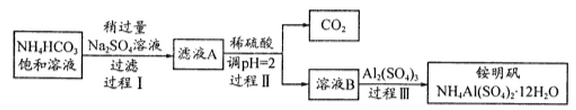 NH₄HCO₃
饱和溶液
稍过量
Na₂SO₄溶液
过滤
过程Ⅰ
滤液A
稀硫酸
调pH=2
过程Ⅱ
CO₂
溶液B
Al₂(SO₄)₃
过程Ⅲ
铵明矾
NH₄Al(SO₄)₂·12H₂O